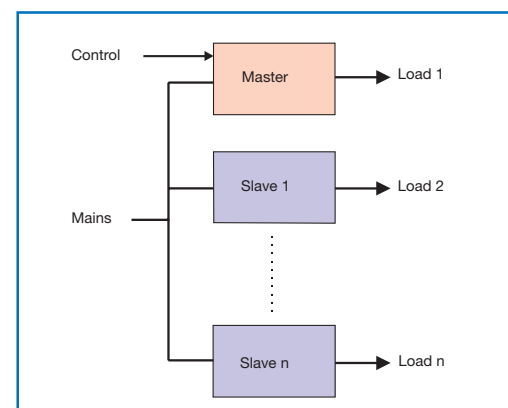 Control
Master
Load 1
Slave 1
Load 2
Mains
Slave n
Load n